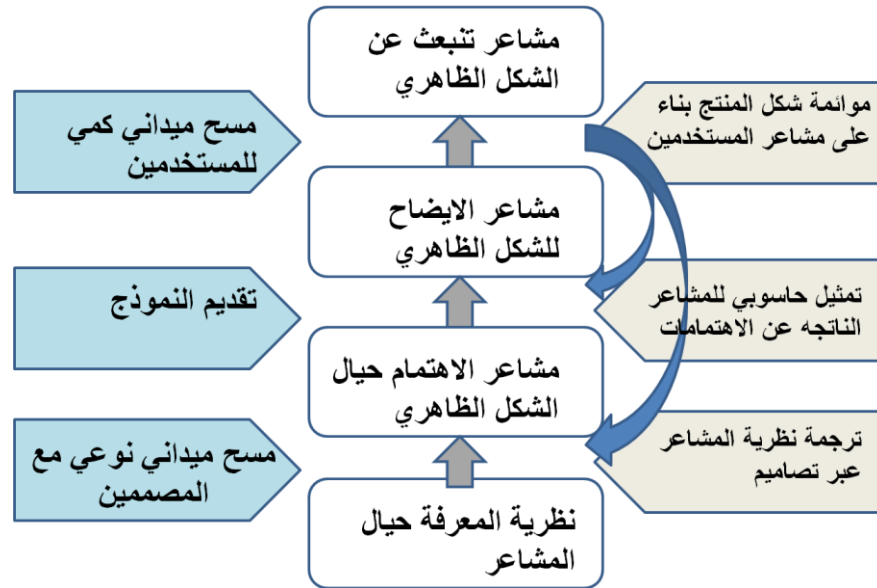 مشاعر تنبعث عن
الشكل الظاهري
موائمة شكل المنتج بناء
على مشاعر المستخدمين
مسح ميداني كمي
للمستخدمين
مشاعر الايضاح
للشكل الظاهري
تمثيل حاسوبي للمشاعر
الناتجه عن الاهتمامات
تقديم النموذج
مشاعر الاهتمام حيال
الشكل الظاهري
ترجمة نظرية المشاعر
عبر تصاميم
مسح ميداني نوعي مع
المصممين
نظرية المعرفة حيال
المشاعر